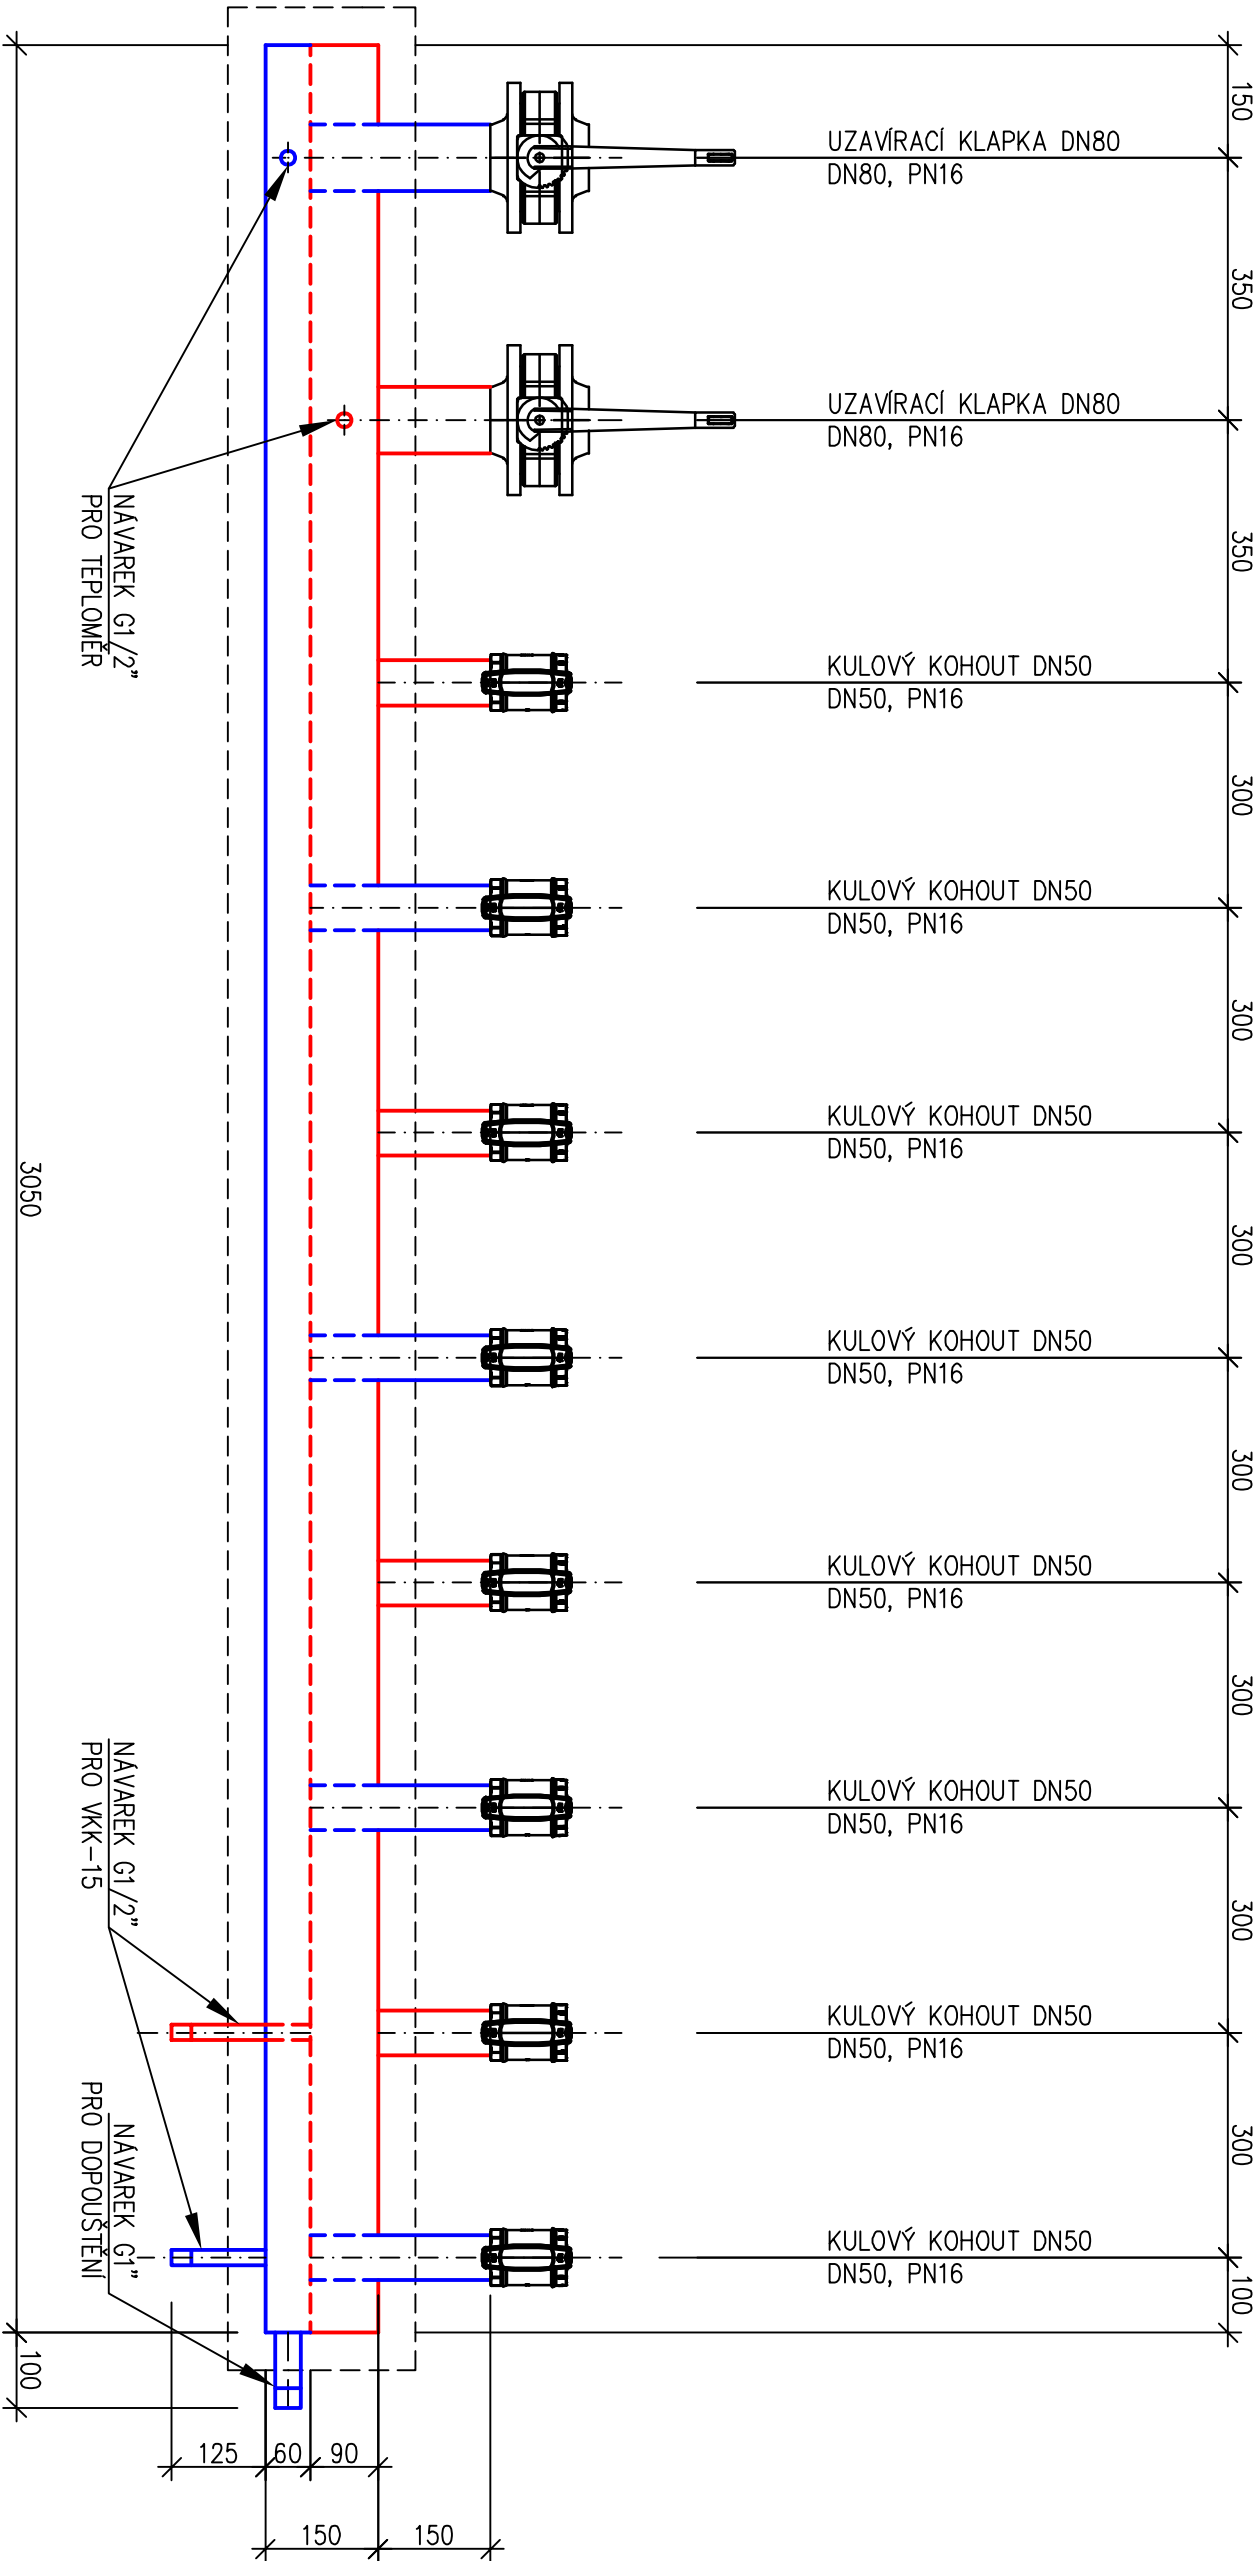 150
UZAVÍRACÍ KLAPKA DN80
DN80, PN16
350
UZAVÍRACÍ KLAPKA DN80
DN80, PN16
NÁVAREK G1/2"
PRO TEPLOMĚR
350
KULOVÝ KOHOUT DN50
DN50, PN16
300
KULOVÝ KOHOUT DN50
DN50, PN16
300
KULOVÝ KOHOUT DN50
DN50, PN16
3050
300
KULOVÝ KOHOUT DN50
DN50, PN16
300
KULOVÝ KOHOUT DN50
DN50, PN16
300
KULOVÝ KOHOUT DN50
DN50, PN16
NÁVAREK G1/2"
PRO VKK-15
300
KULOVÝ KOHOUT DN50
DN50, PN16
300
NÁVAREK G1"
PRO DOPOUŠTĚNÍ
KULOVÝ KOHOUT DN50
DN50, PN16
100
100
125
60
90
150
150